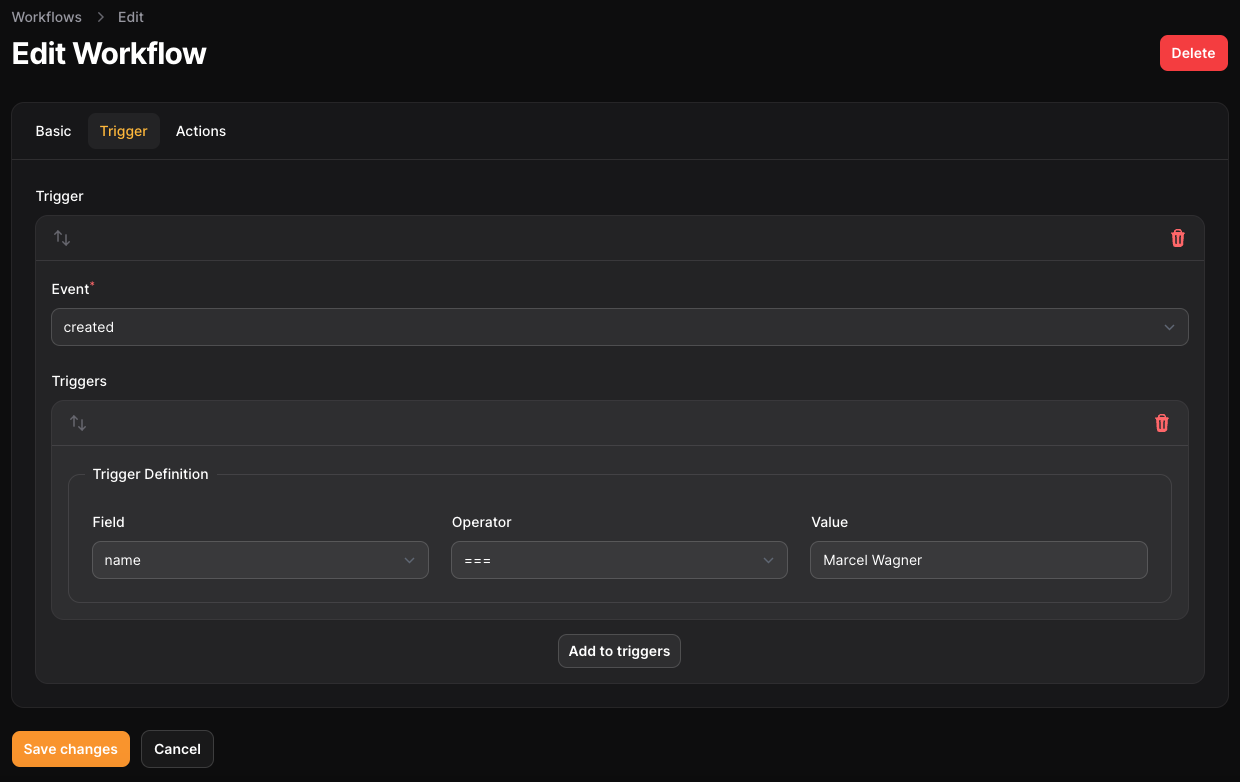 Workflows > Edit
Edit Workflow
Delete
Basic Trigger Actions
Trigger
Event*
created
Triggers
Trigger Definition
Field Operator Value
name === Marcel Wagner
Add to triggers
Save changes Cancel